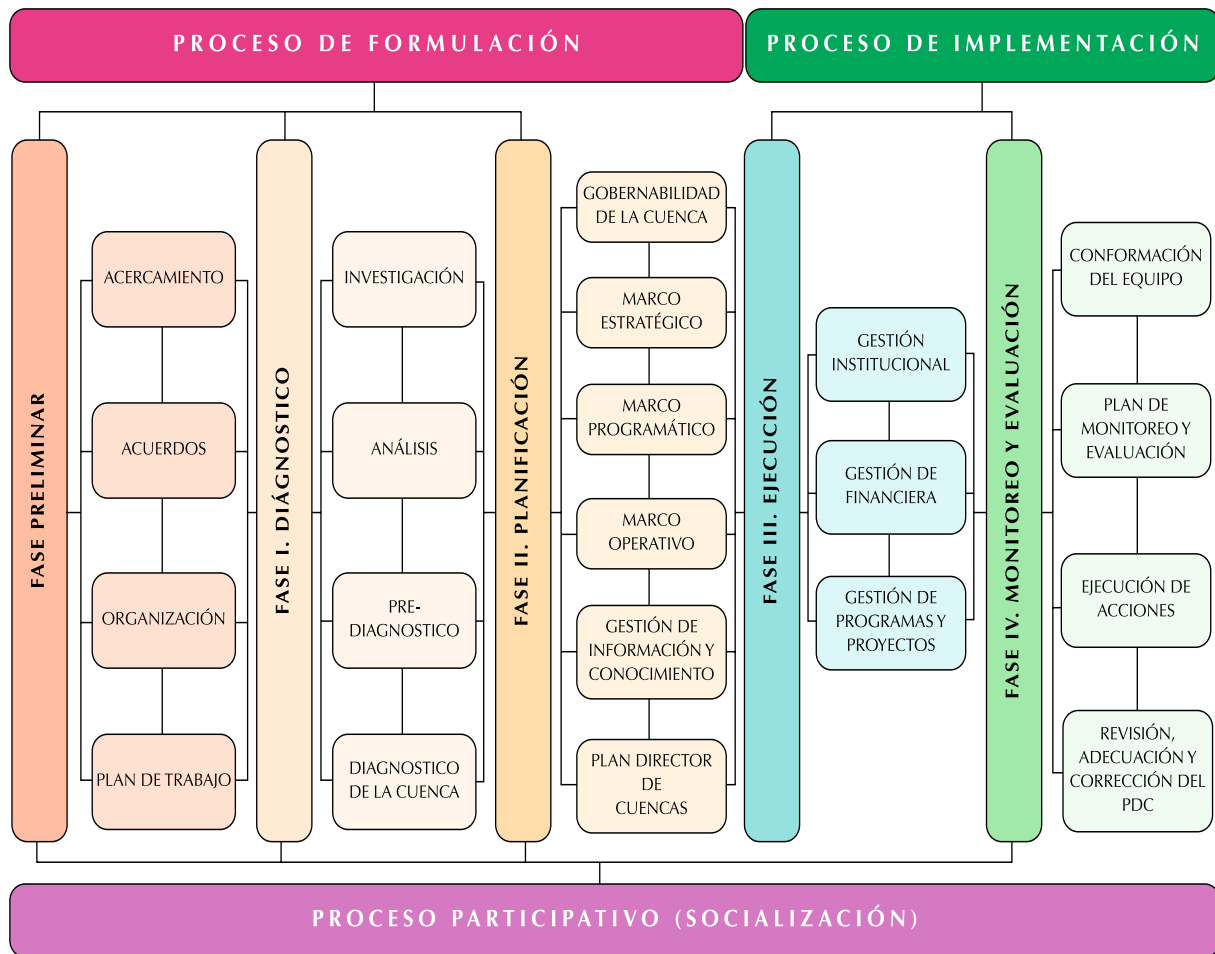 PROCESO DE FORMULACIÓN
PROCESO DE IMPLEMENTACIÓN
FASE PRELIMINAR
ACERCAMIENTO
ACUERDOS
ORGANIZACIÓN
PLAN DE TRABAJO
FASE I. DIÁGNOSTICO
INVESTIGACIÓN
ANÁLISIS
PRE-
DIAGNOSTICO
DIAGNOSTICO
DE LA CUENCA
FASE II. PLANIFICACIÓN
GOBERNABILIDAD
DE LA CUENCA
MARCO
ESTRATÉGICO
MARCO
PROGRAMÁTICO
MARCO
OPERATIVO
GESTIÓN DE
INFORMACIÓN Y
CONOCIMIENTO
PLAN DIRECTOR
DE
CUENCAS
FASE III. EJECUCIÓN
GESTIÓN
INSTITUCIONAL
GESTIÓN DE
FINANCIERA
GESTIÓN DE
PROGRAMAS Y
PROYECTOS
FASE IV. MONITOREO Y EVALUACIÓN
CONFORMACIÓN
DEL EQUIPO
PLAN DE
MONITOREO Y
EVALUACIÓN
EJECUCIÓN DE
ACCIONES
REVISIÓN,
ADECUACIÓN Y
CORRECCIÓN DEL
PDC
PROCESO PARTICIPATIVO (SOCIALIZACIÓN)